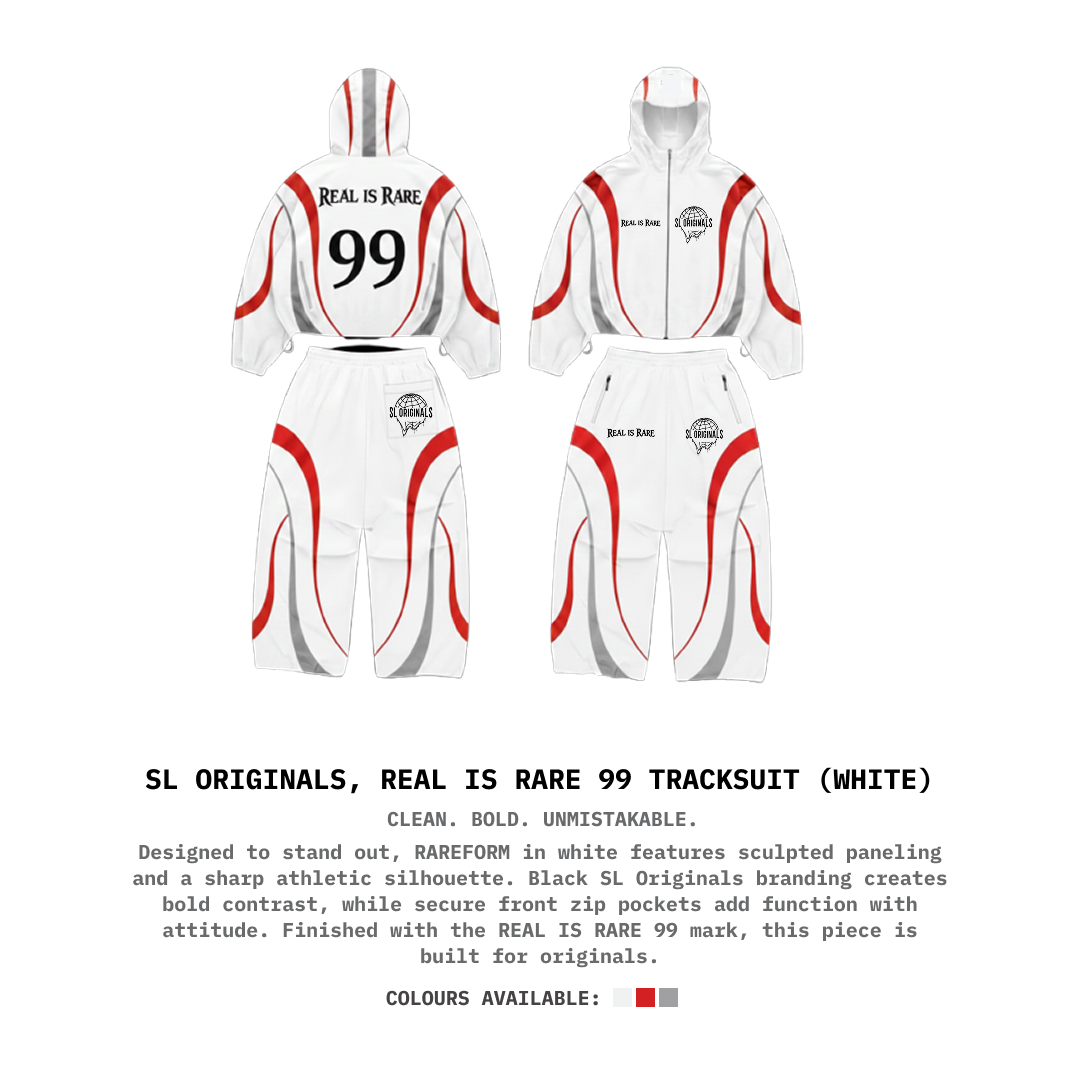 REAL IS RARE
99
REAL IS RARE
SL ORIGINALS
SL ORIGINALS
REAL IS RARE
SL ORIGINALS
SL ORIGINALS, REAL IS RARE 99 TRACKSUIT (WHITE)
CLEAN. BOLD. UNMISTAKABLE.
Designed to stand out, RAREFORM in white features sculpted paneling
and a sharp athletic silhouette. Black SL Originals branding creates
bold contrast, while secure front zip pockets add function with
attitude. Finished with the REAL IS RARE 99 mark, this piece is
built for originals.
COLOURS AVAILABLE: